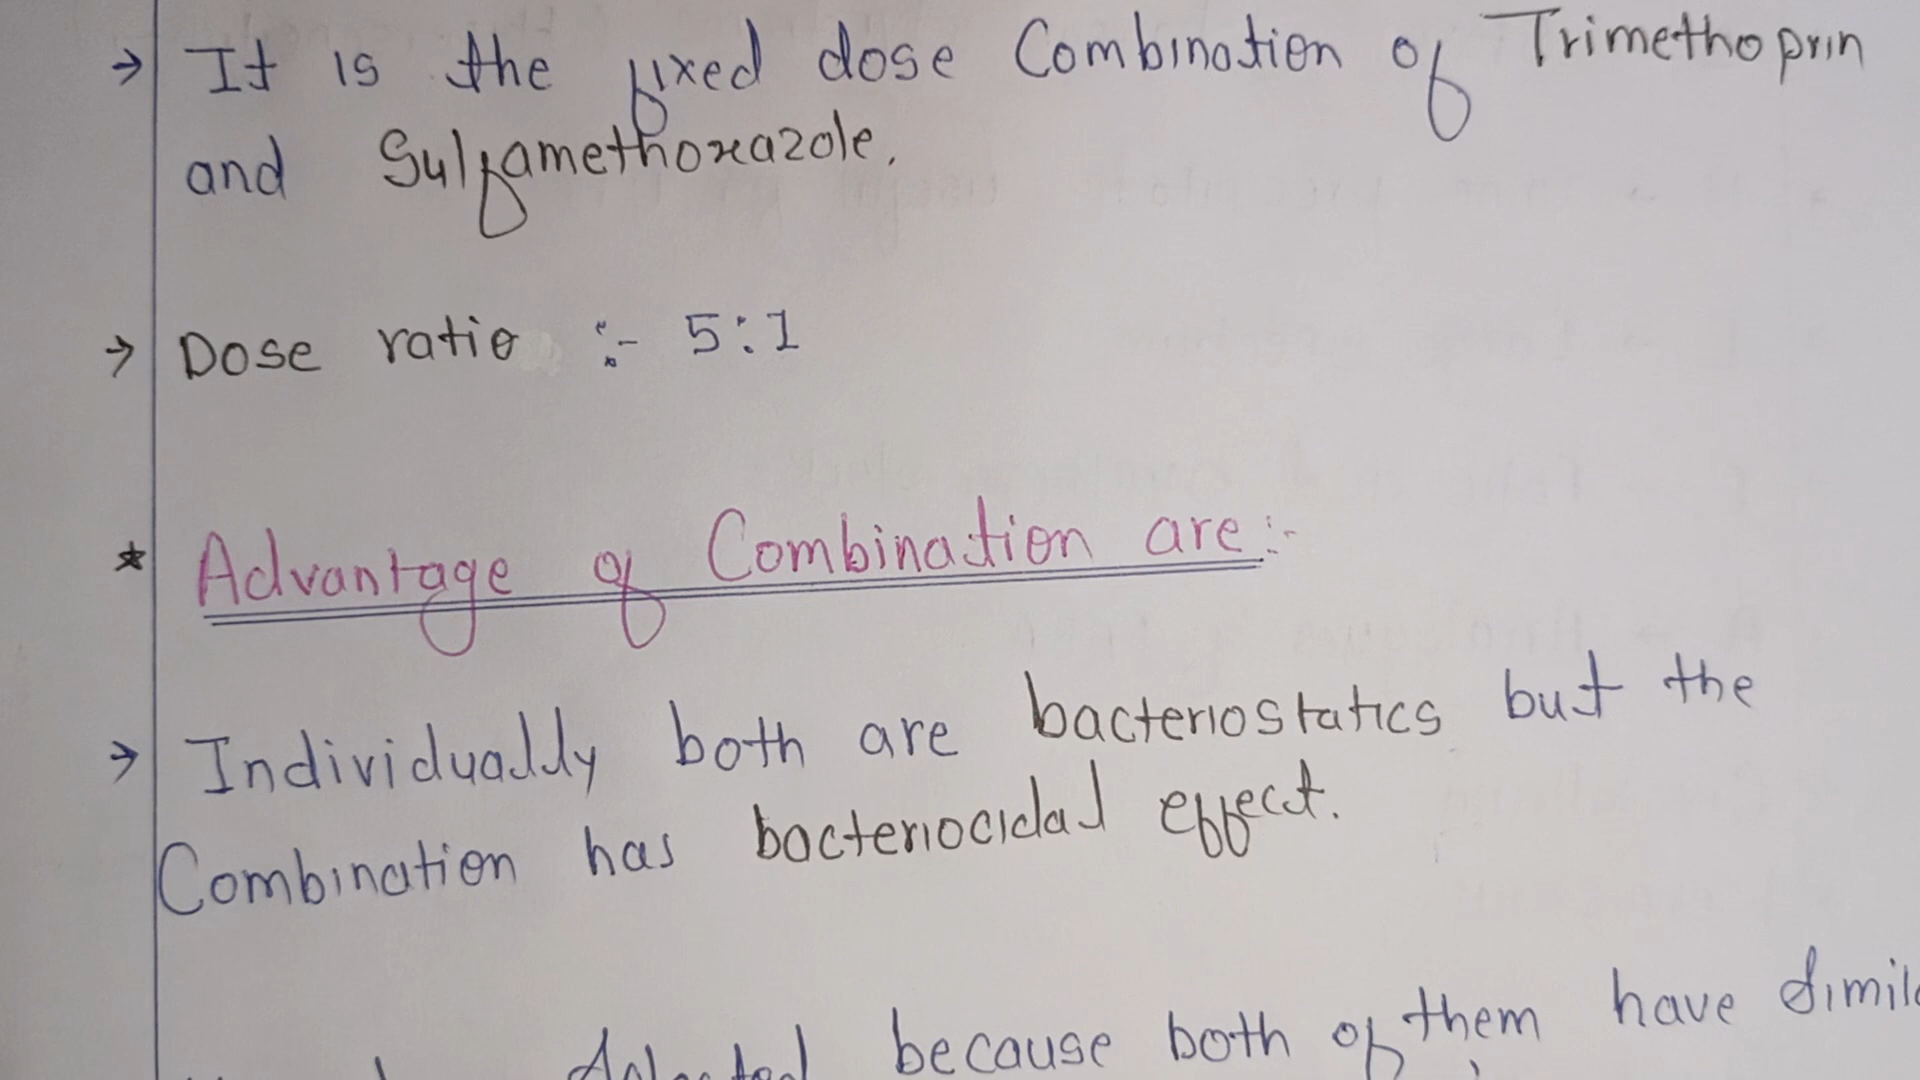 → It is the fixed dose Combination of Trimethoprin
and Sulfamethoxazole.
→ Dose ratio :- 5:1
★ Advantage of Combination are:-
→ Individually both are bacteriostatics but the
Combination has bacteriocidal effect.
because both of them have